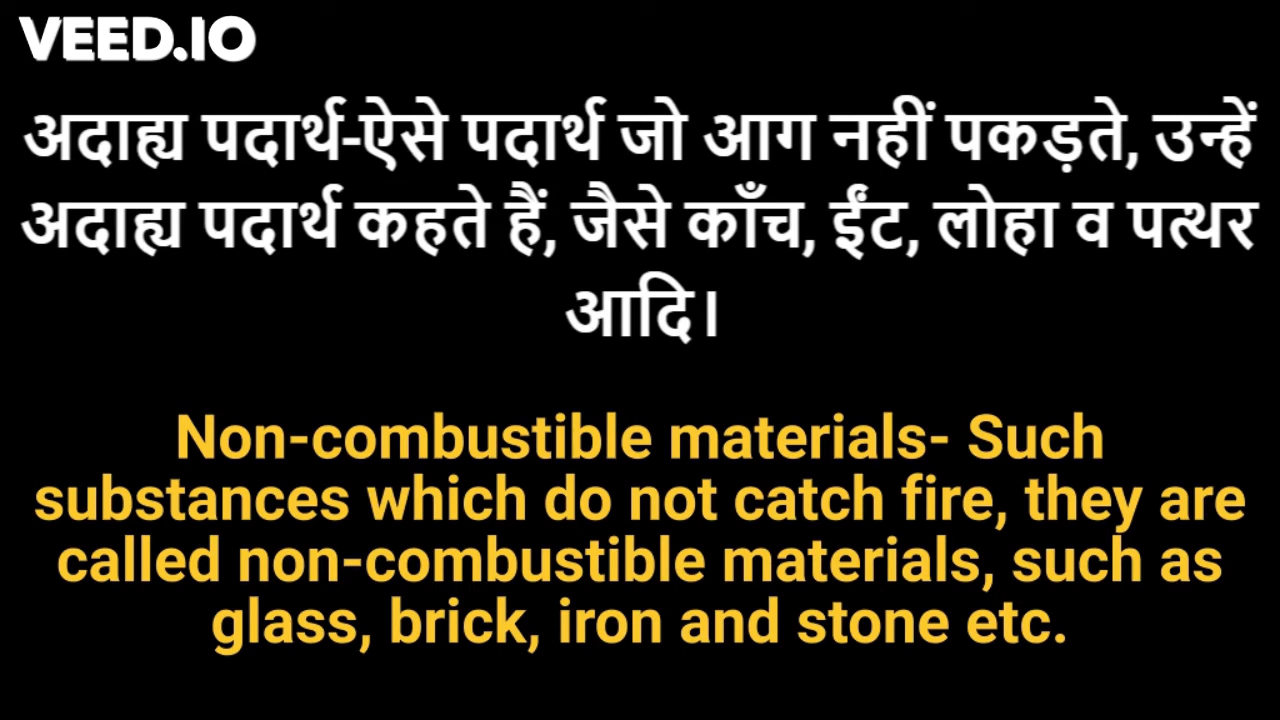 VEED.IO
अदाह्य पदार्थ-ऐसे पदार्थ जो आग नहीं पकड़ते, उन्हें
अदाह्य पदार्थ कहते हैं, जैसे काँच, ईंट, लोहा व पत्थर
आदि।
Non-combustible materials- Such
substances which do not catch fire, they are
called non-combustible materials, such as
glass, brick, iron and stone etc.